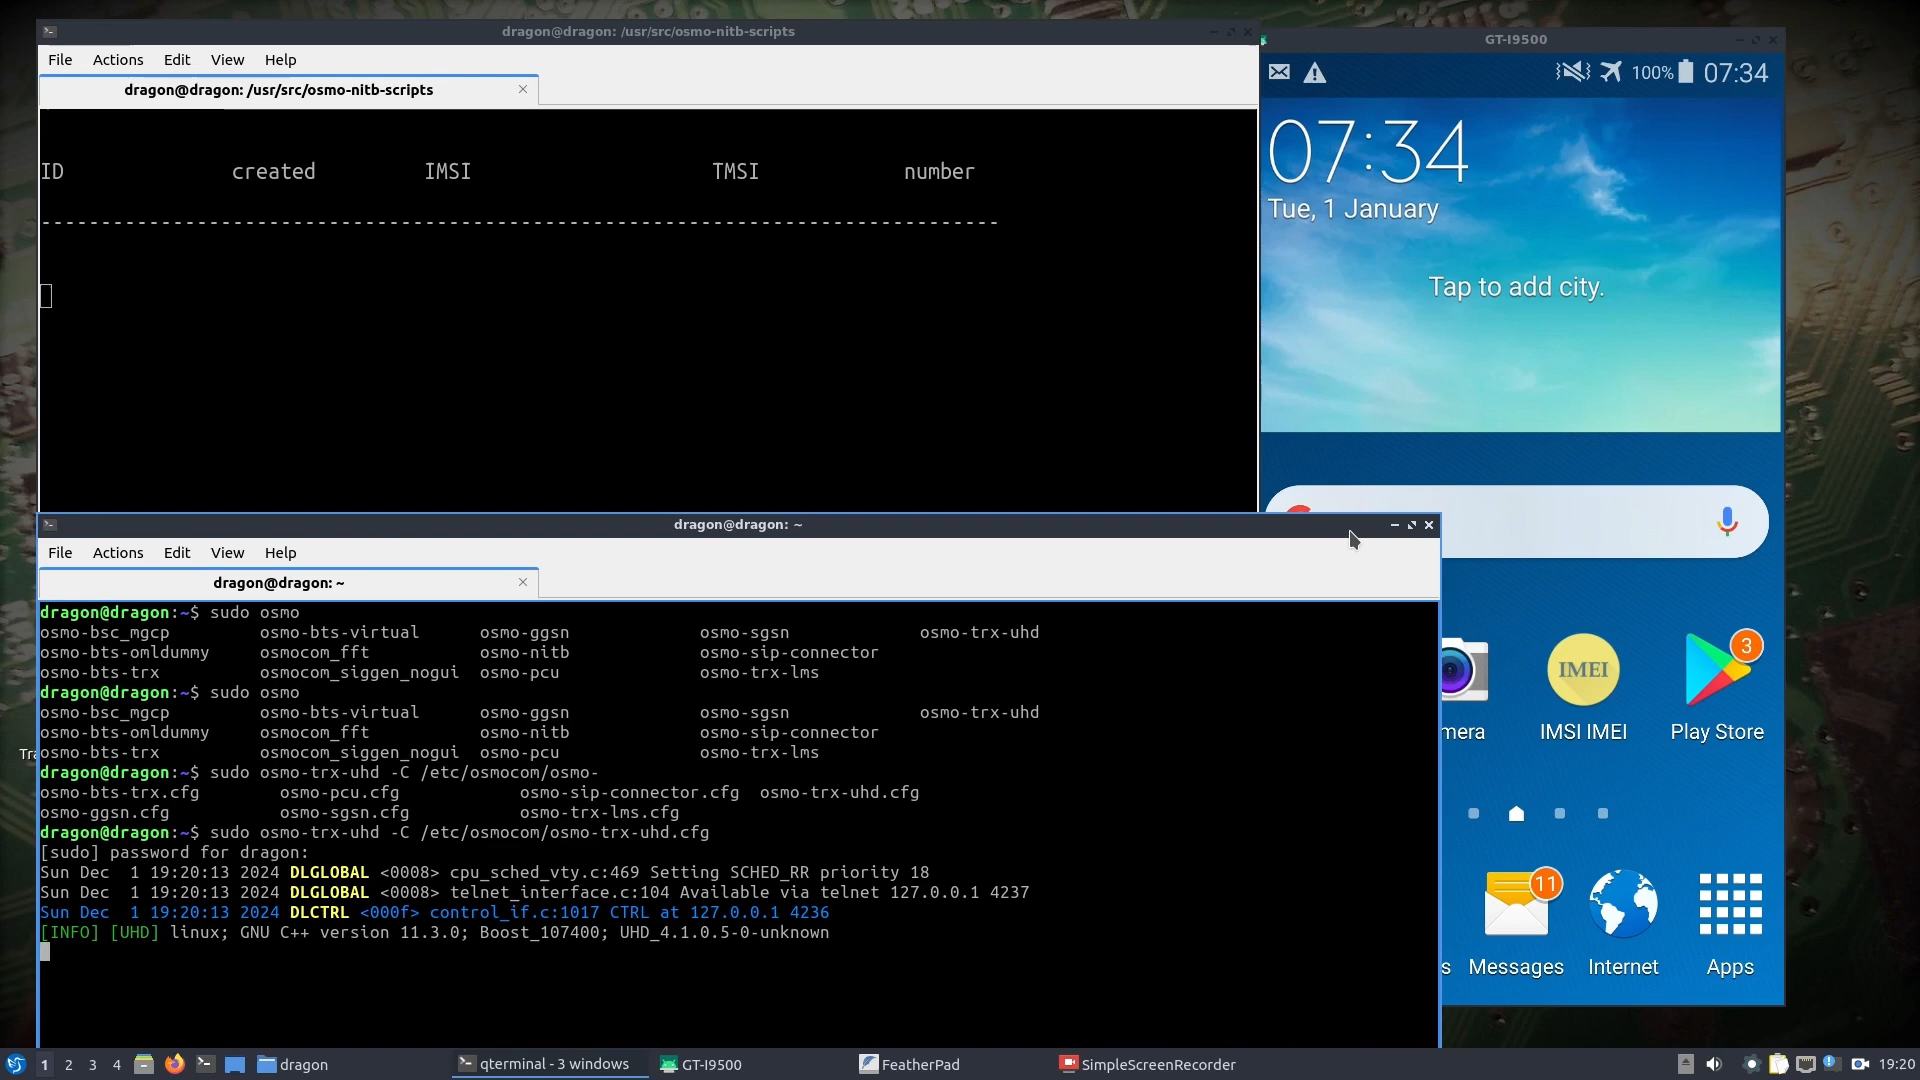 dragon@dragon: /usr/src/osmo-nitb-scripts
File Actions Edit View Help
dragon@dragon: /usr/src/osmo-nitb-scripts
ID created IMSI TMSI number
--------------------------------------------------------------------------------
GT-I9500
100% 07:34
07:34
Tue, 1 January
Tap to add city.
dragon@dragon: ~
File Actions Edit View Help
dragon@dragon: ~
dragon@dragon:~$ sudo osmo
osmo-bsc_mgcp osmo-bts-virtual osmo-ggsn osmo-sgsn osmo-trx-uhd
osmo-bts-omldummy osmocom_fft osmo-nitb osmo-sip-connector
osmo-bts-trx osmocom_siggen_nogui osmo-pcu osmo-trx-lms
dragon@dragon:~$ sudo osmo
osmo-bsc_mgcp osmo-bts-virtual osmo-ggsn osmo-sgsn osmo-trx-uhd
osmo-bts-omldummy osmocom_fft osmo-nitb osmo-sip-connector
osmo-bts-trx osmocom_siggen_nogui osmo-pcu osmo-trx-lms
dragon@dragon:~$ sudo osmo-trx-uhd -C /etc/osmocom/osmo-
osmo-bts-trx.cfg osmo-pcu.cfg osmo-sip-connector.cfg osmo-trx-uhd.cfg
osmo-ggsn.cfg osmo-sgsn.cfg osmo-trx-lms.cfg
dragon@dragon:~$ sudo osmo-trx-uhd -C /etc/osmocom/osmo-trx-uhd.cfg
[sudo] password for dragon:
Sun Dec 1 19:20:13 2024 DLGLOBAL <0008> cpu_sched_vty.c:469 Setting SCHED_RR priority 18
Sun Dec 1 19:20:13 2024 DLGLOBAL <0008> telnet_interface.c:104 Available via telnet 127.0.0.1 4237
Sun Dec 1 19:20:13 2024 DLCTRL <000f> control_if.c:1017 CTRL at 127.0.0.1 4236
[INFO] [UHD] linux; GNU C++ version 11.3.0; Boost_107400; UHD_4.1.0.5-0-unknown
IMEI 3
mera IMSI IMEI Play Store
11
s Messages Internet Apps
Tra
1 2 3 4 dragon qterminal - 3 windows GT-I9500 FeatherPad SimpleScreenRecorder 19:20